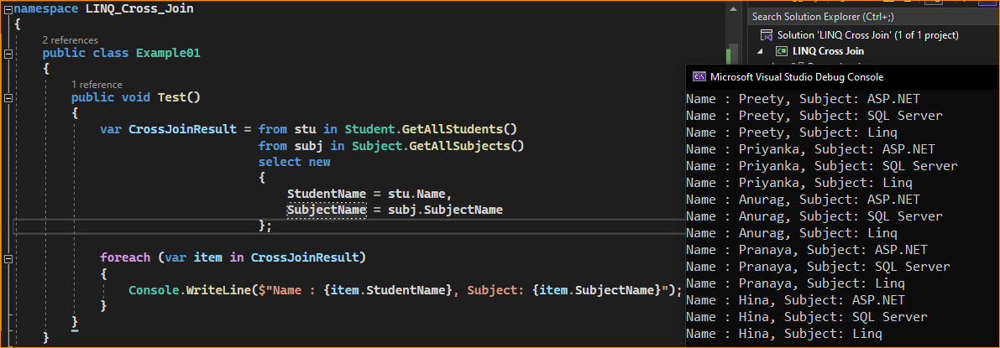 namespace LINQ_Cross_Join
{
2 references
public class Example01
{
1 reference
public void Test()
{
var CrossJoinResult = from stu in Student.GetAllStudents()
from subj in Subject.GetAllSubjects()
select new
{
StudentName = stu.Name,
SubjectName = subj.SubjectName
};
foreach (var item in CrossJoinResult)
{
Console.WriteLine($"Name : {item.StudentName}, Subject: {item.SubjectName}");
}
}
}
Search Solution Explorer (Ctrl+;)
Solution 'LINQ Cross Join' (1 of 1 project)
C# LINQ Cross Join
C:\ Microsoft Visual Studio Debug Console
Name : Preety, Subject: ASP.NET
Name : Preety, Subject: SQL Server
Name : Preety, Subject: Linq
Name : Priyanka, Subject: ASP.NET
Name : Priyanka, Subject: SQL Server
Name : Priyanka, Subject: Linq
Name : Anurag, Subject: ASP.NET
Name : Anurag, Subject: SQL Server
Name : Anurag, Subject: Linq
Name : Pranaya, Subject: ASP.NET
Name : Pranaya, Subject: SQL Server
Name : Pranaya, Subject: Linq
Name : Hina, Subject: ASP.NET
Name : Hina, Subject: SQL Server
Name : Hina, Subject: Linq